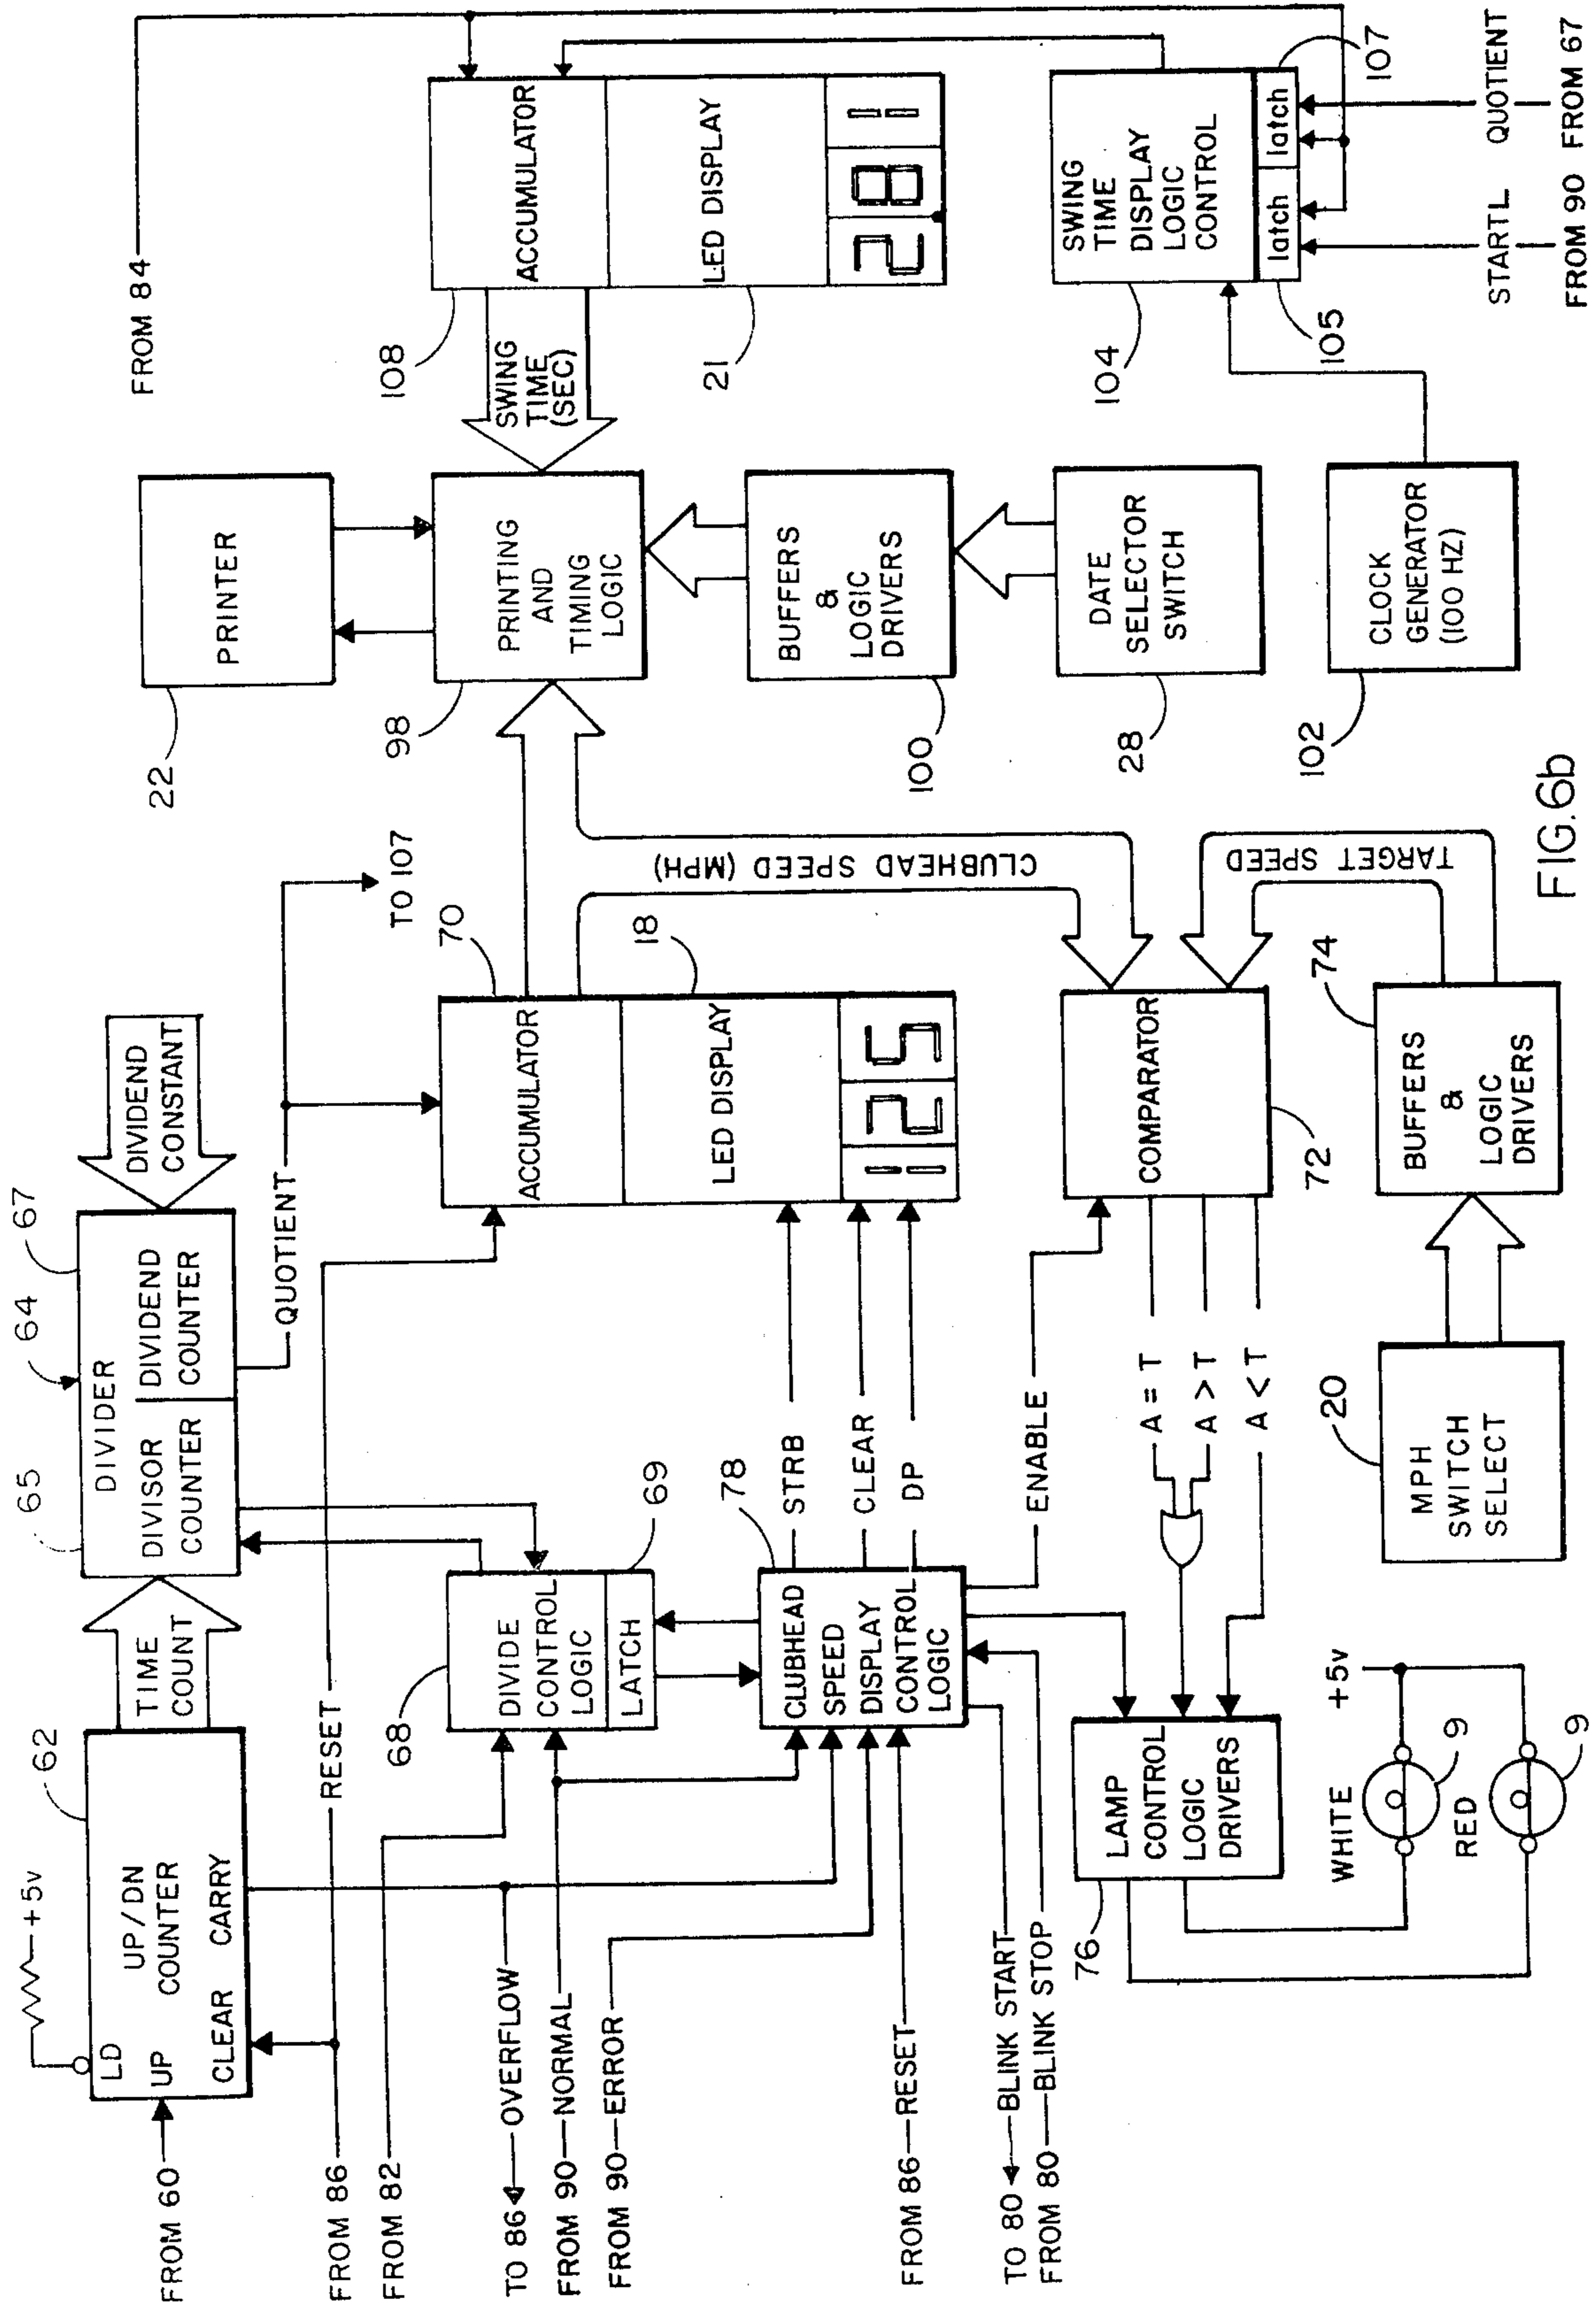 FROM 60
LD
UP
UP/DN
COUNTER
CLEAR CARRY
+5v
62
TIME
COUNT
65
64
67
DIVIDER
DIVISOR
COUNTER
DIVIDEND
COUNTER
DIVIDEND
CONSTANT
FROM 86
RESET
FROM 82
QUOTIENT
TO 107
TO 86
OVERFLOW
FROM 90
NORMAL
FROM 90
ERROR
68
DIVIDE
CONTROL
LOGIC
LATCH
69
70
ACCUMULATOR
18
LED DISPLAY
125
FROM 86
RESET
78
CLUBHEAD
SPEED
DISPLAY
CONTROL
LOGIC
STRB
CLEAR
DP
TO 80
BLINK START
FROM 80
BLINK STOP
ENABLE
CLUBHEAD SPEED (MPH)
COMPARATOR
72
A = T
A > T
A < T
TARGET SPEED
76
LAMP
CONTROL
LOGIC
DRIVERS
WHITE
+5v
9
RED
9
20
MPH
SWITCH
SELECT
74
BUFFERS
&
LOGIC
DRIVERS
22
PRINTER
FROM 84
98
PRINTING
AND
TIMING
LOGIC
SWING
TIME
(SEC)
108
ACCUMULATOR
LED DISPLAY
21
2.81
100
BUFFERS
&
LOGIC
DRIVERS
28
DATE
SELECTOR
SWITCH
102
CLOCK
GENERATOR
(100 HZ)
104
SWING
TIME
DISPLAY
LOGIC
CONTROL
latch
latch
105
107
STARTL
QUOTIENT
FROM 90
FROM 67
FIG.6b